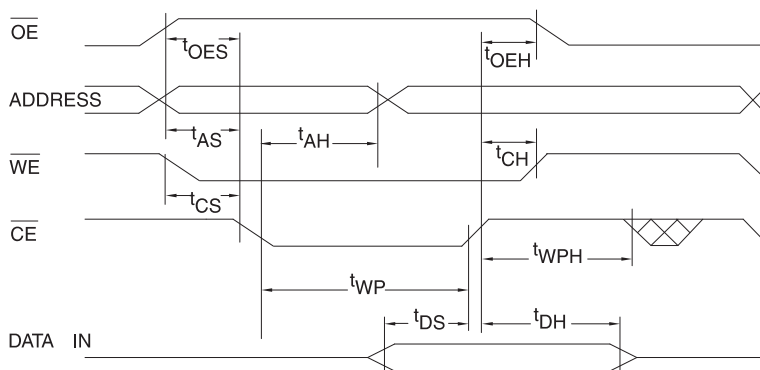 OE
tOES
tOEH
ADDRESS
tAS
tAH
WE
tCH
tCS
CE
tWPH
tWP
tDS
tDH
DATA IN